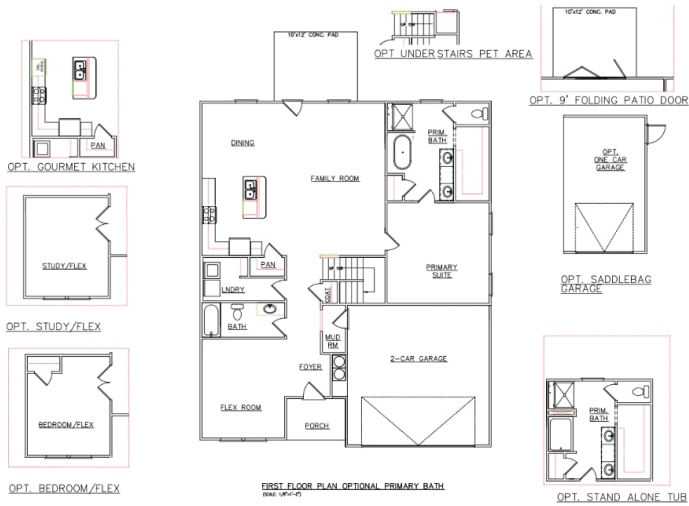 10'x12' CONC. PAD
UP 15R
OPT UNDERSTAIRS PET AREA
10'x12' CONC. PAD
OPT. 9' FOLDING PATIO DOOR
PAN
OPT. GOURMET KITCHEN
DINING
FAMILY ROOM
PRIM.
BATH
OPT.
ONE CAR
GARAGE
STUDY/FLEX
OPT. STUDY/FLEX
PAN
LNDRY
BATH
COAT
PRIMARY
SUITE
OPT. SADDLEBAG
GARAGE
MUD
RM
2-CAR GARAGE
FOYER
FLEX ROOM
PORCH
BEDROOM/FLEX
OPT. BEDROOM/FLEX
PRIM.
BATH
OPT. STAND ALONE TUB
FIRST FLOOR PLAN OPTIONAL PRIMARY BATH